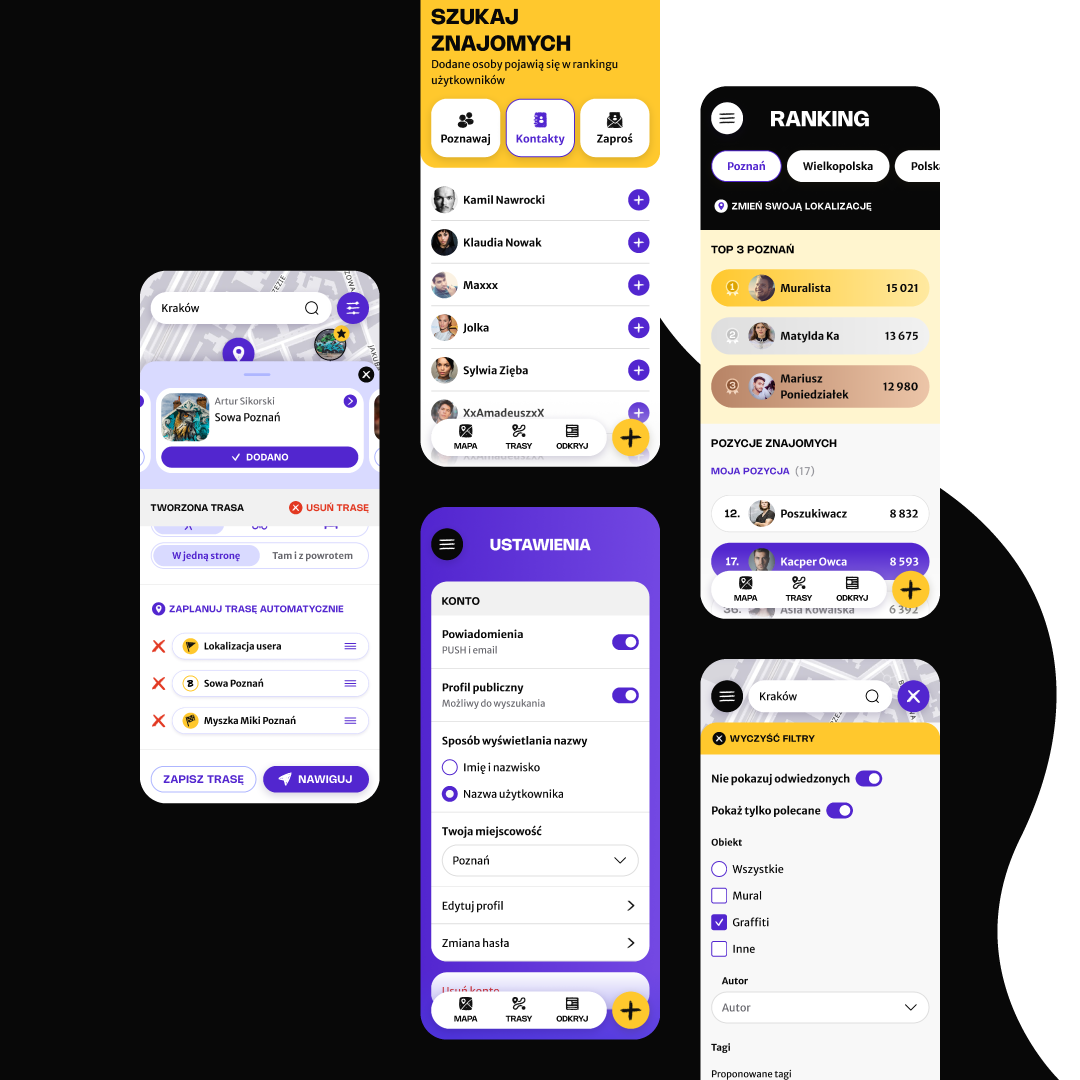 SZUKAJ
ZNAJOMYCH
Dodane osoby pojawią się w rankingu
użytkowników
Poznawaj
Kontakty
Zaproś
Kamil Nawrocki
Klaudia Nowak
Maxxx
Jolka
Sylwia Zięba
XxAmadeuszxX
XxAmadeuszxX
MAPA
TRASY
ODKRYJ
RANKING
Poznań
Wielkopolska
Polsk
ZMIEŃ SWOJĄ LOKALIZACJĘ
TOP 3 POZNAŃ
1 Muralista 15 021
2 Matylda Ka 13 675
3 Mariusz
Poniedziałek 12 980
POZYCJE ZNAJOMYCH
MOJA POZYCJA (17)
12. Poszukiwacz 8 832
17. Kacper Owca 8 593
36. Asia Kowalska 6 392
MAPA
TRASY
ODKRYJ
Kraków
JAKUBA
Artur Sikorski
Sowa Poznań
DODANO
TWORZONA TRASA
USUŃ TRASĘ
W jedną stronę
Tam i z powrotem
ZAPLANUJ TRASĘ AUTOMATYCZNIE
Lokalizacja usera
Sowa Poznań
Myszka Miki Poznań
ZAPISZ TRASĘ
NAWIGUJ
USTAWIENIA
KONTO
Powiadomienia
PUSH i email
Profil publiczny
Możliwy do wyszukania
Sposób wyświetlania nazwy
Imię i nazwisko
Nazwa użytkownika
Twoja miejscowość
Poznań
Edytuj profil
Zmiana hasła
Usuń konto
MAPA
TRASY
ODKRYJ
Kraków
WYCZYŚĆ FILTRY
Nie pokazuj odwiedzonych
Pokaż tylko polecane
Obiekt
Wszystkie
Mural
Graffiti
Inne
Autor
Autor
Tagi
Proponowane tagi